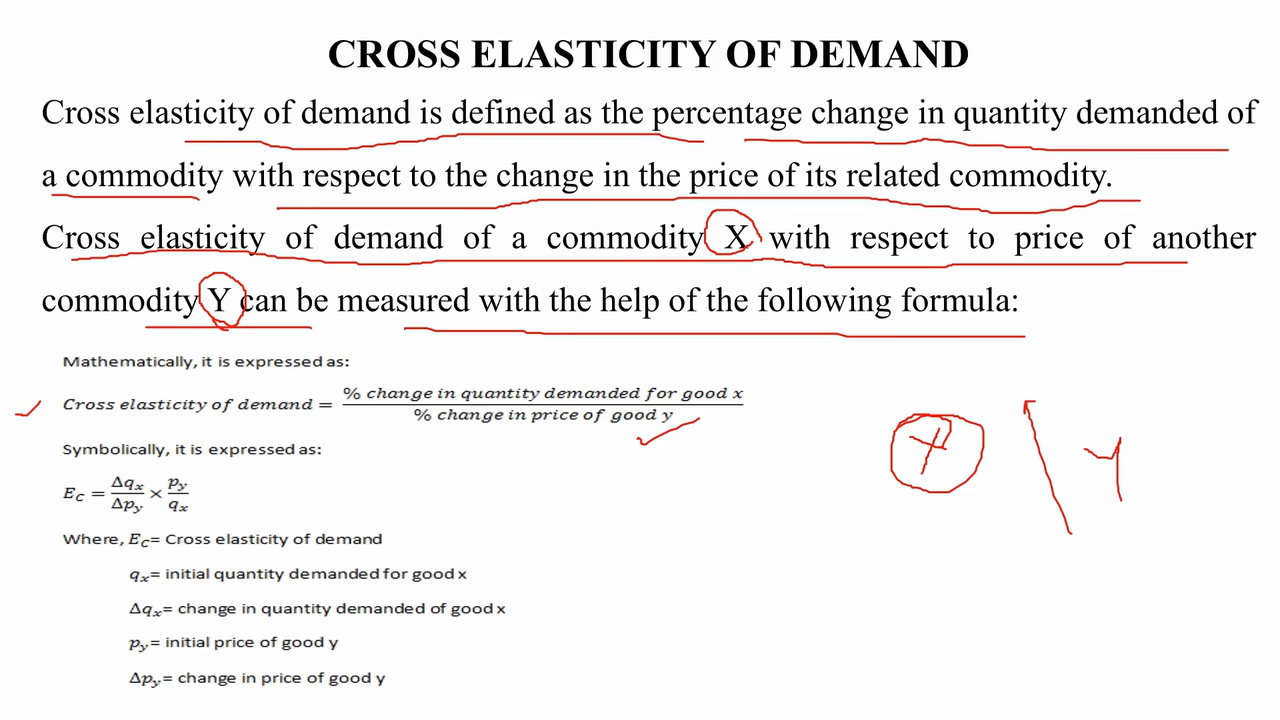 CROSS ELASTICITY OF DEMAND
Cross elasticity of demand is defined as the percentage change in quantity demanded of
a commodity with respect to the change in the price of its related commodity.
Cross elasticity of demand of a commodity X with respect to price of another
commodity Y can be measured with the help of the following formula:
Mathematically, it is expressed as:
Cross elasticity of demand = % change in quantity demanded for good x / % change in price of good y
Symbolically, it is expressed as:
E_C = Δq_x / Δp_y × p_y / q_x
Where, E_C= Cross elasticity of demand
q_x= initial quantity demanded for good x
Δq_x= change in quantity demanded of good x
p_y= initial price of good y
Δp_y= change in price of good y
Y